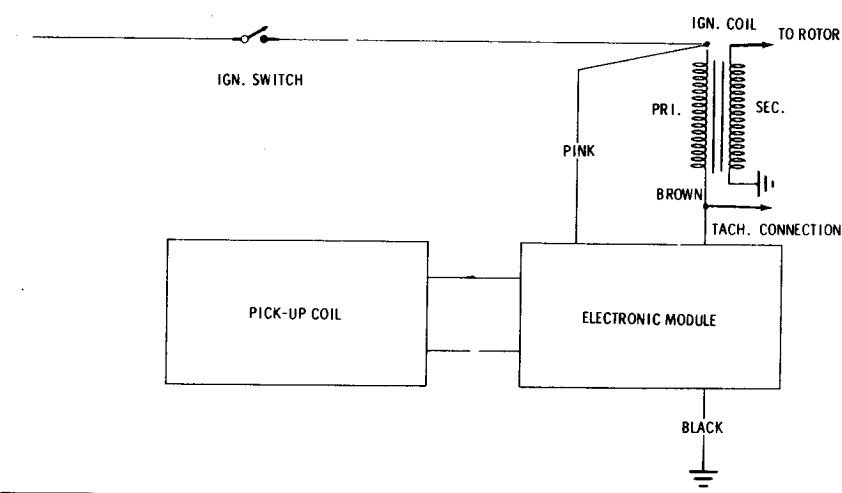 IGN. COIL
TO ROTOR
IGN. SWITCH
PRI.
SEC.
PINK
BROWN
TACH. CONNECTION
PICK-UP COIL
ELECTRONIC MODULE
BLACK